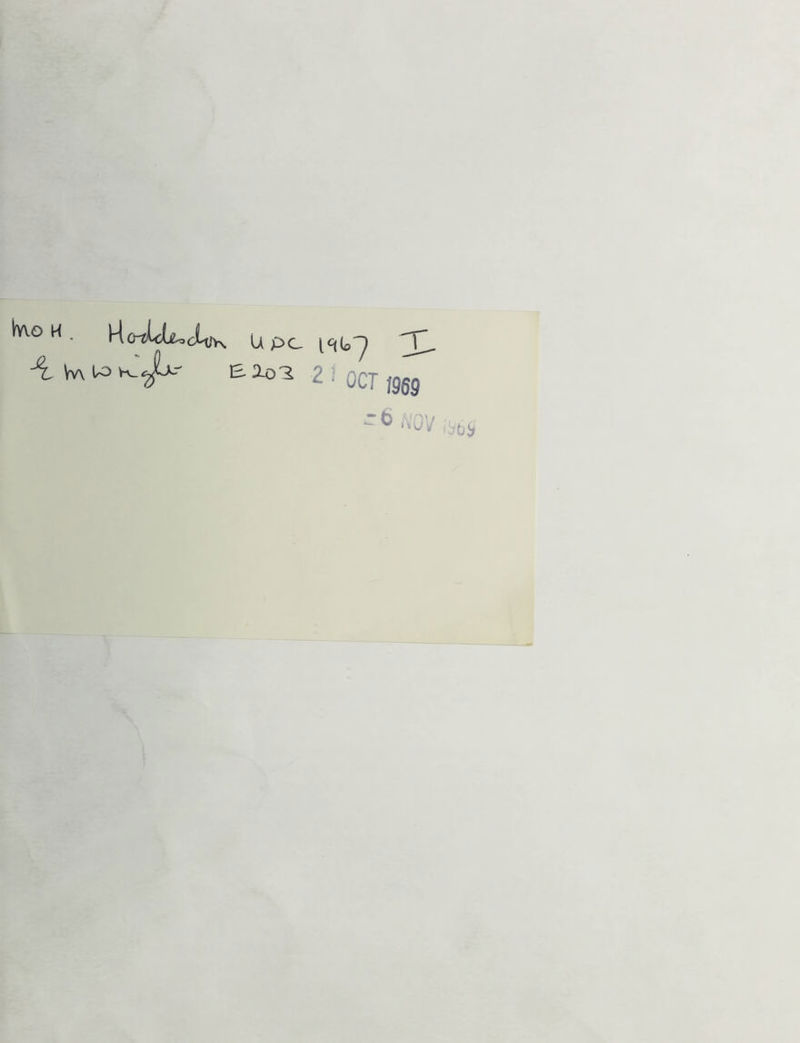 MOH. Hoddesdon UDC 1967 I
E M Wright E203 21 OCT 1969
-6 NOV 1969